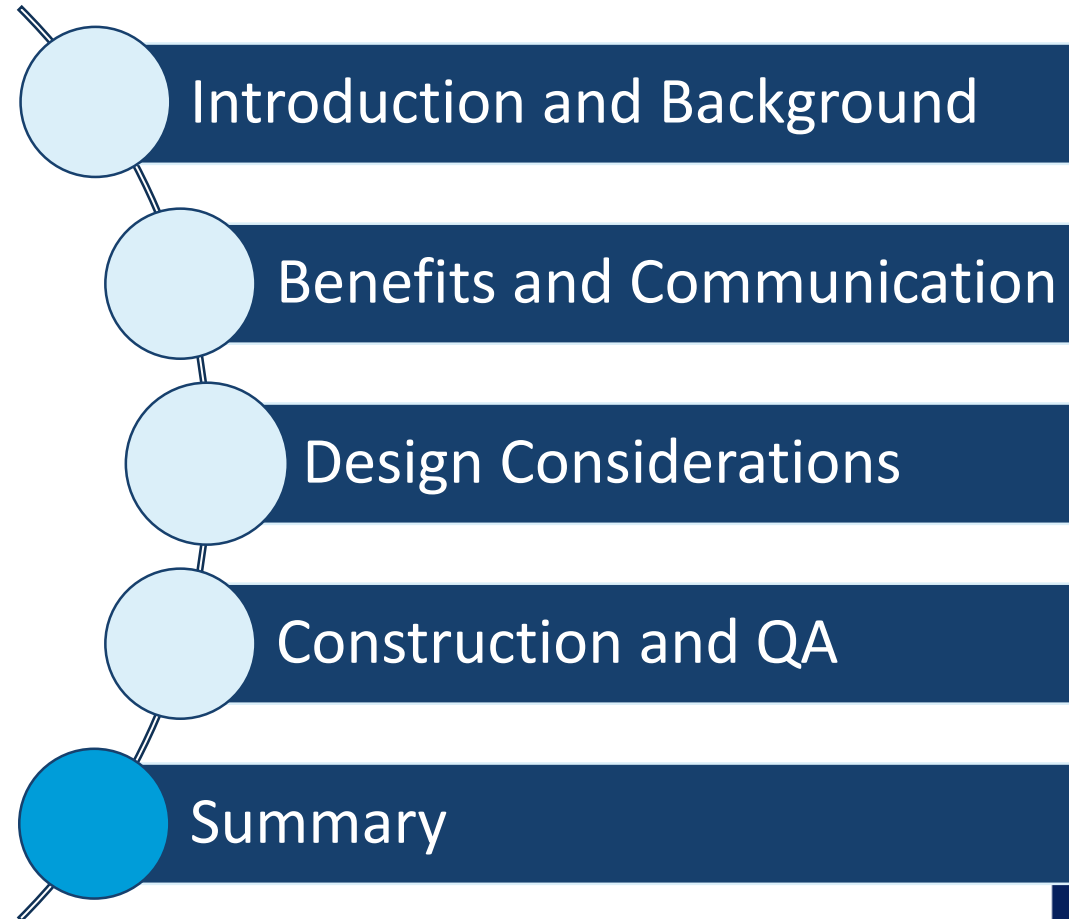 Introduction and Background
Benefits and Communication
Design Considerations
Construction and QA
Summary